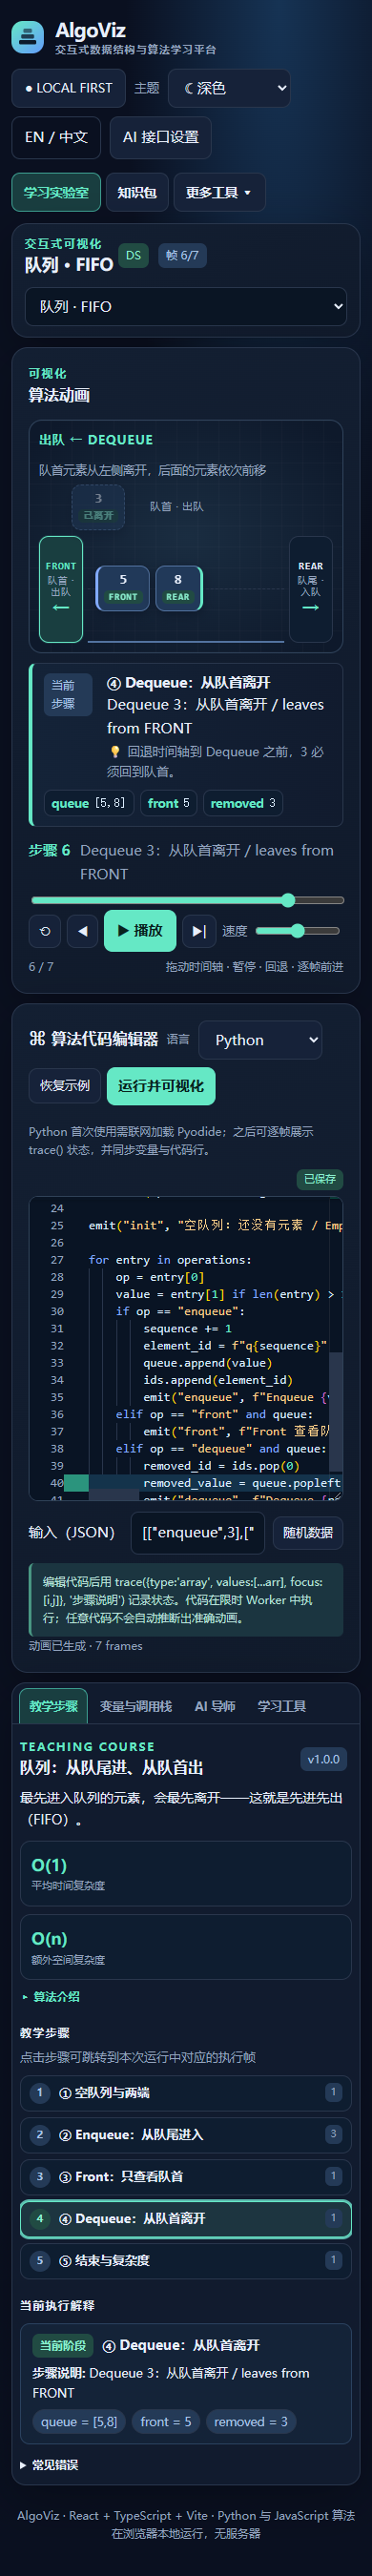 AlgoViz
交互式数据结构与算法学习平台
● LOCAL FIRST
主题
☾ 深色
EN / 中文
AI 接口设置
学习实验室
知识包
更多工具 ▾
交互式可视化
队列 · FIFO
DS
帧 6/7
队列 · FIFO
可视化
算法动画
出队 ← DEQUEUE
队首元素从左侧离开，后面的元素依次前移
3
已离开
队首 · 出队
FRONT
队首 ·
出队
←
5
FRONT
8
REAR
REAR
队尾 ·
入队
→
当前
步骤
④ Dequeue：从队首离开
Dequeue 3：从队首离开 / leaves
from FRONT
💡 回退时间轴到 Dequeue 之前，3 必
须回到队首。
queue [5,8]
front 5
removed 3
步骤 6
Dequeue 3：从队首离开 / leaves from
FRONT
⟲
◀
▶ 播放
▶|
速度
6 / 7
拖动时间轴 · 暂停 · 回退 · 逐帧前进
⌘ 算法代码编辑器
语言
Python
恢复示例
运行并可视化
Python 首次使用需联网加载 Pyodide；之后可逐帧展示
trace() 状态，并同步变量与代码行。
已保存
24
25 emit("init", "空队列：还没有元素 / Emp
26
27 for entry in operations:
28 op = entry[0]
29 value = entry[1] if len(entry) >
30 if op == "enqueue":
31 sequence += 1
32 element_id = f"q{sequence}"
33 queue.append(value)
34 ids.append(element_id)
35 emit("enqueue", f"Enqueue {
36 elif op == "front" and queue:
37 emit("front", f"Front 查看队
38 elif op == "dequeue" and queue:
39 removed_id = ids.pop(0)
40 removed_value = queue.popleft
41 emit("dequeue", f"Dequeue
输入（JSON）
[["enqueue",3],["
随机数据
编辑代码后用 trace({type:'array', values:[...arr], focus:
[i,j]}, '步骤说明') 记录状态。代码在限时 Worker 中执
行；任意代码不会自动推断出准确动画。
动画已生成 · 7 frames
教学步骤
变量与调用栈
AI 导师
学习工具
TEACHING COURSE
队列：从队尾进、从队首出
v1.0.0
最先进入队列的元素，会最先离开——这就是先进先出
（FIFO）。
O(1)
平均时间复杂度
O(n)
额外空间复杂度
▸ 算法介绍
教学步骤
点击步骤可跳转到本次运行中对应的执行帧
1 ① 空队列与两端 1
2 ② Enqueue：从队尾进入 3
3 ③ Front：只查看队首 1
4 ④ Dequeue：从队首离开 1
5 ⑤ 结束与复杂度 1
当前执行解释
当前阶段
④ Dequeue：从队首离开
步骤说明: Dequeue 3：从队首离开 / leaves from
FRONT
queue = [5,8]
front = 5
removed = 3
▶ 常见错误
AlgoViz · React + TypeScript + Vite · Python 与 JavaScript 算法
在浏览器本地运行，无服务器